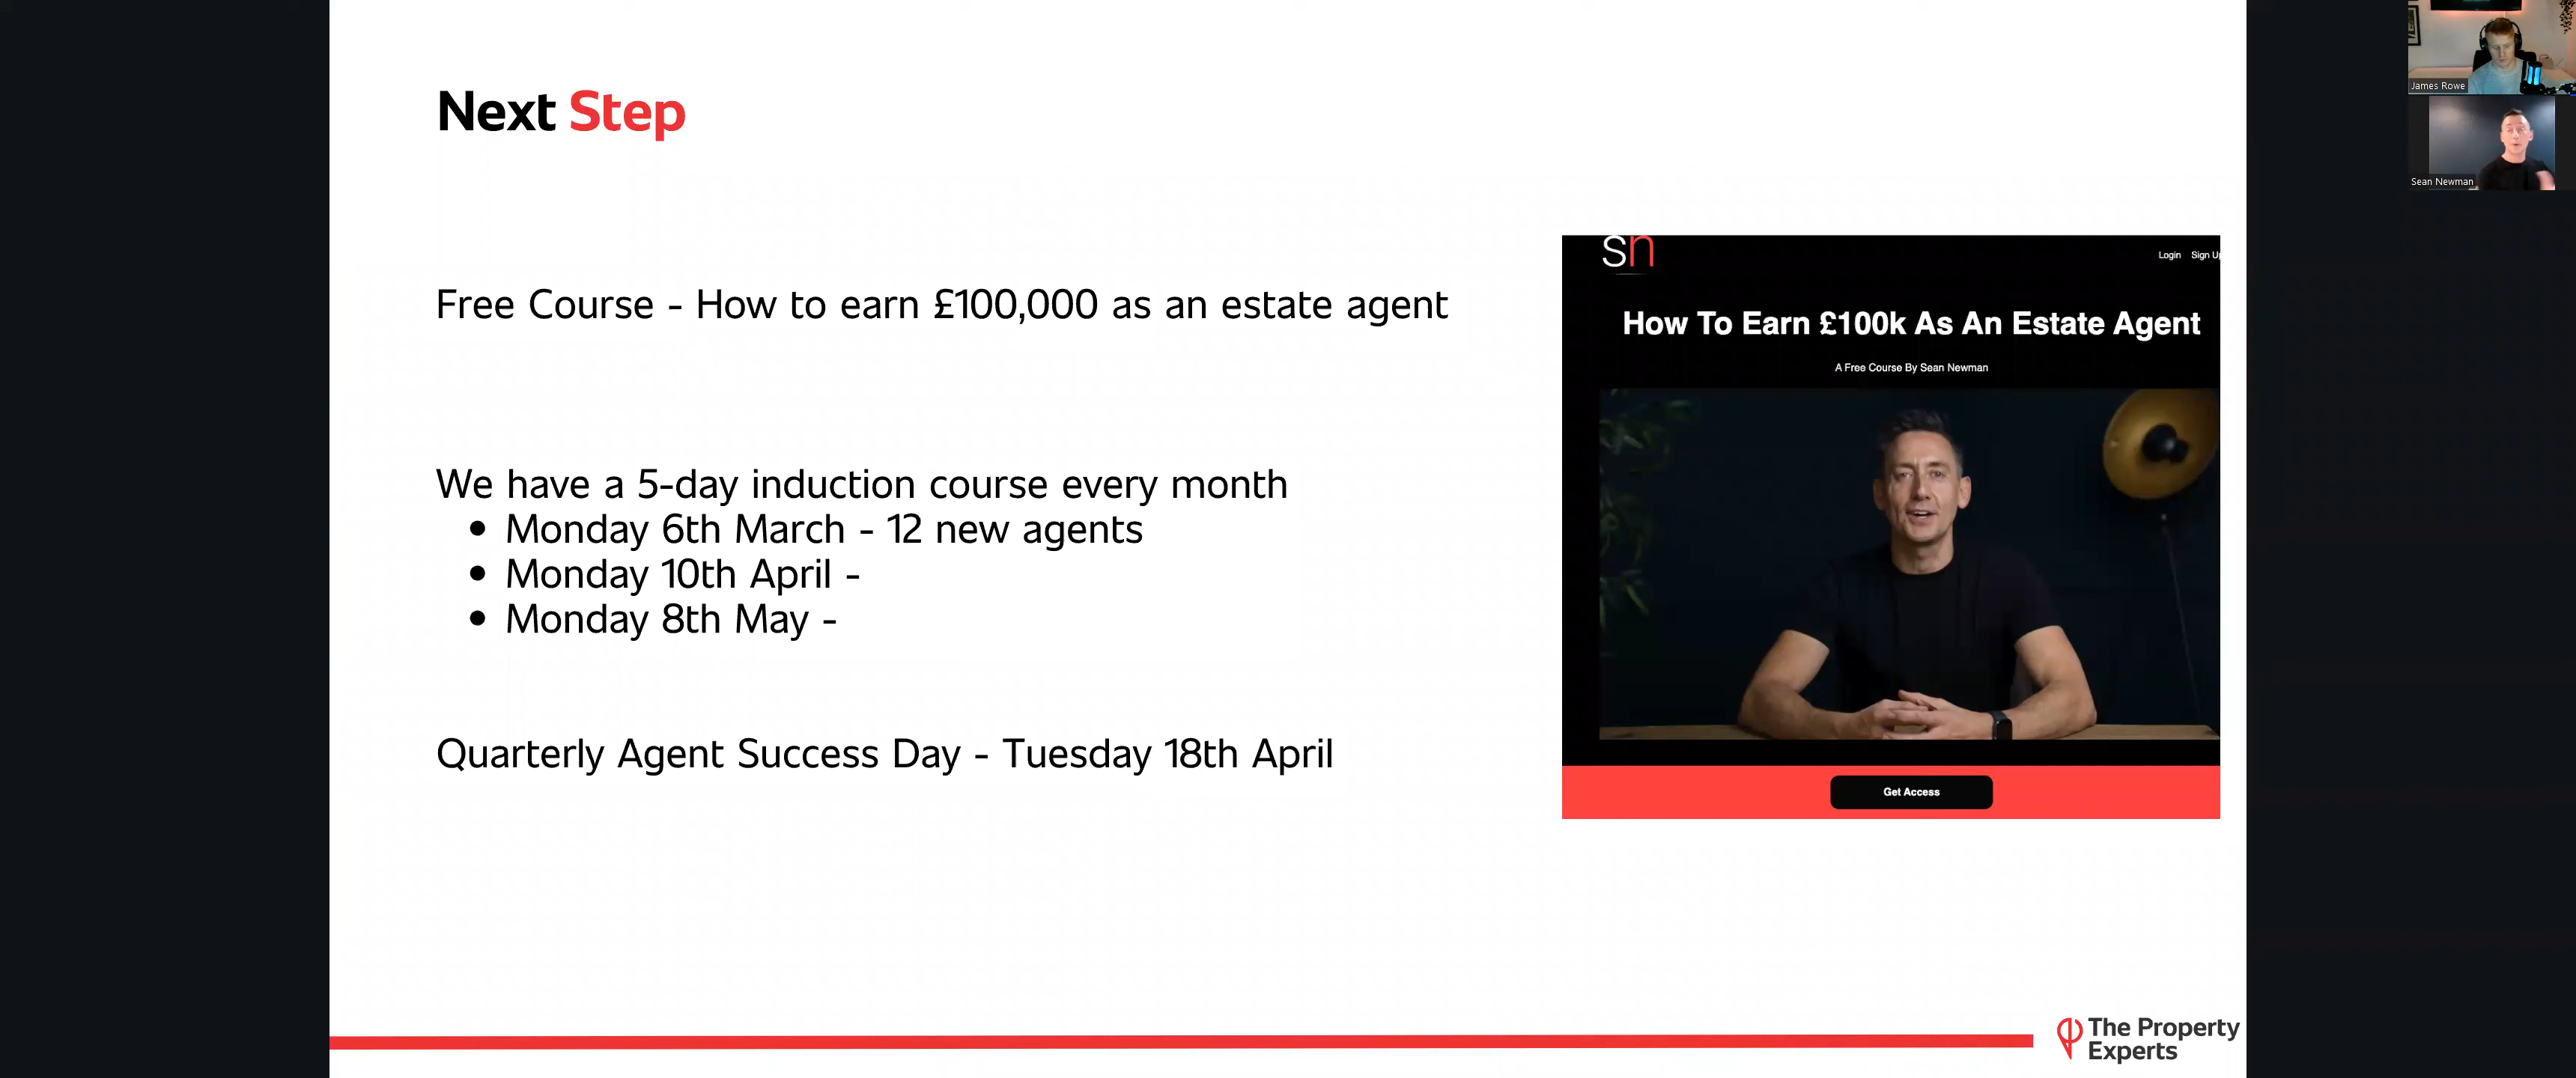 Next Step
Free Course - How to earn £100,000 as an estate agent
We have a 5-day induction course every month
• Monday 6th March - 12 new agents
• Monday 10th April -
• Monday 8th May -
Quarterly Agent Success Day - Tuesday 18th April
sn
Login Sign Up
How To Earn £100k As An Estate Agent
A Free Course By Sean Newman
Get Access
The Property
Experts
James Rowe
Sean Newman